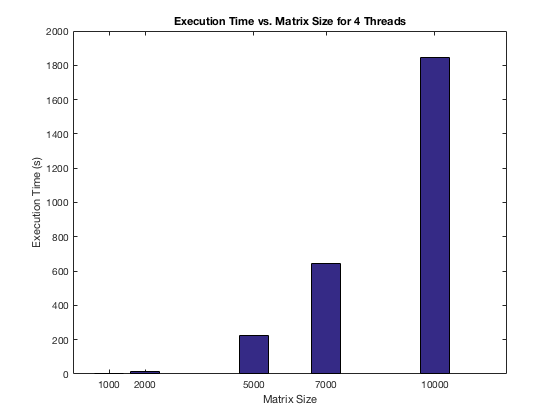 Execution Time vs. Matrix Size for 4 Threads
Execution Time (s)
2000
1800
1600
1400
1200
1000
800
600
400
200
0
1000 2000 5000 7000 10000
Matrix Size